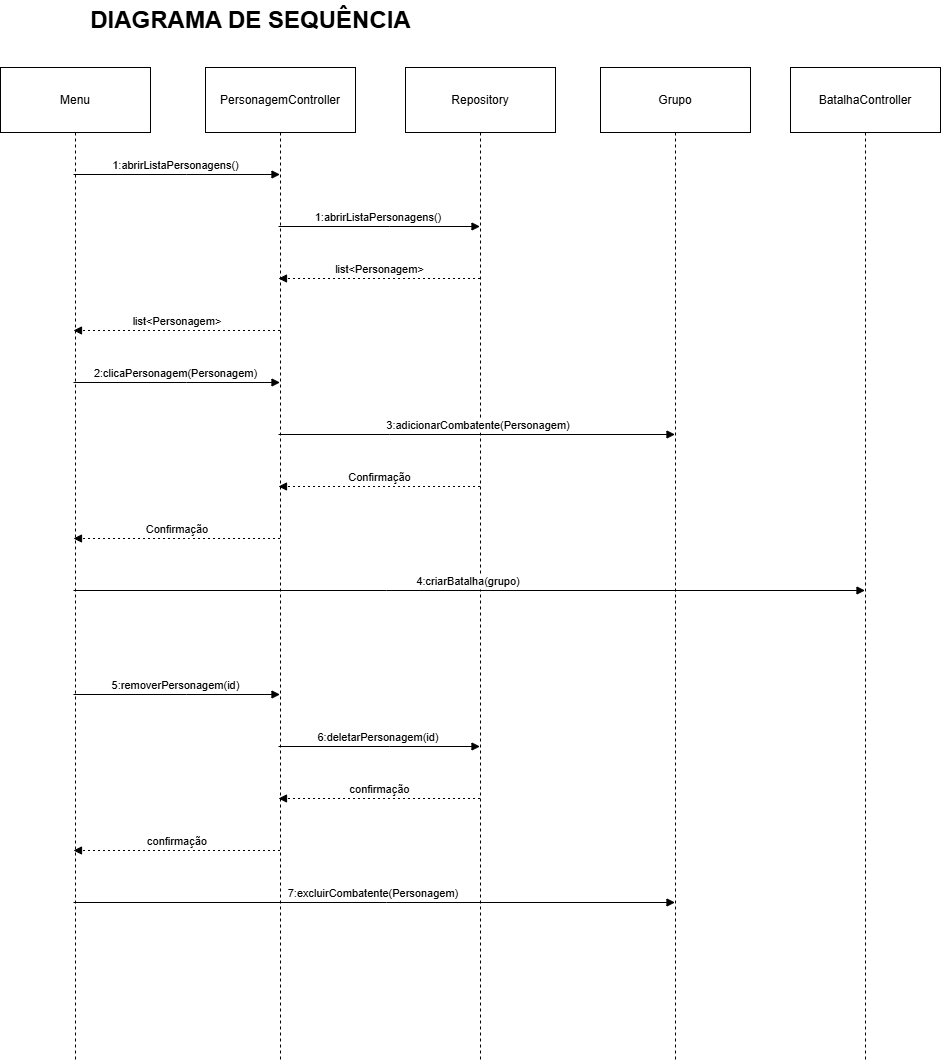 DIAGRAMA DE SEQUÊNCIA
Menu
PersonagemController
Repository
Grupo
BatalhaController
1:abrirListaPersonagens()
1:abrirListaPersonagens()
list<Personagem>
list<Personagem>
2:clicaPersonagem(Personagem)
3:adicionarCombatente(Personagem)
Confirmação
Confirmação
4:criarBatalha(grupo)
5:removerPersonagem(id)
6:deletarPersonagem(id)
confirmação
confirmação
7:excluirCombatente(Personagem)